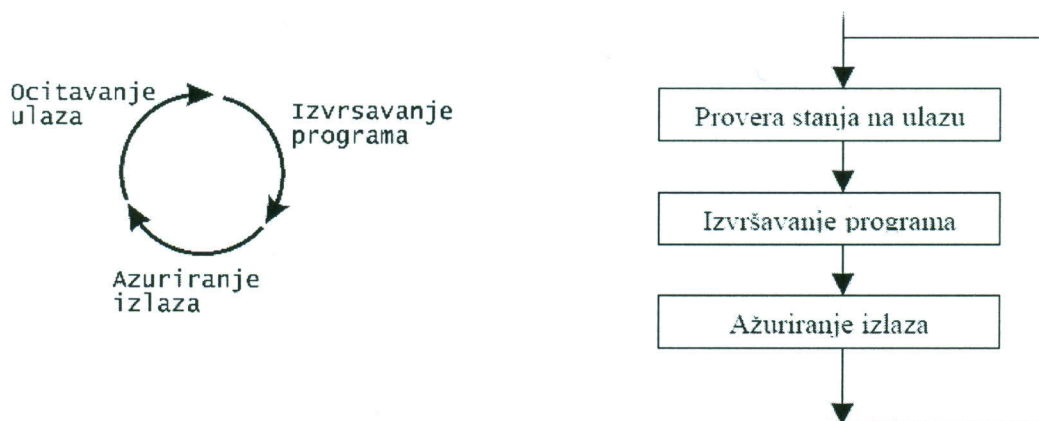 Ocitavanje
ulaza
Izvrsavanje
programa
Azuriranje
izlaza
Provera stanja na ulazu
Izvršavanje programa
Ažuriranje izlaza